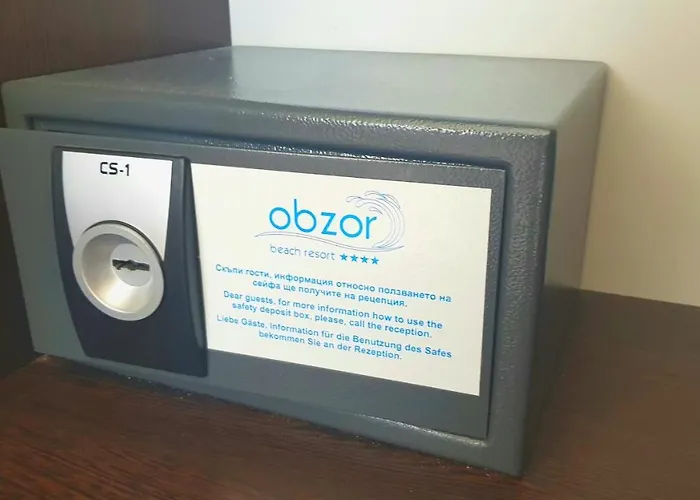 CS-1
obzor
beach resort ★★★★
Скъпи гости, информация относно ползването на
сейфа ще получите на рецепция.
Dear guests, for more information how to use the
safety deposit box, please, call the reception.
Liebe Gäste, Information für die Benutzung des Safes
bekommen Sie an der Rezeption.